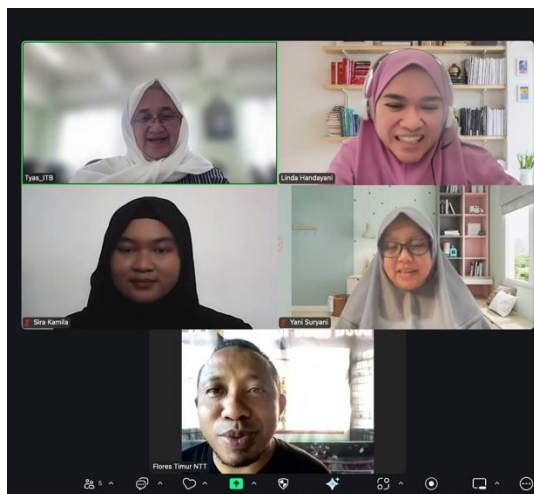 Tyas_ITB
Linda Handayani
Sira Kamila
Yani Suryani
Flores Timur NTT
5